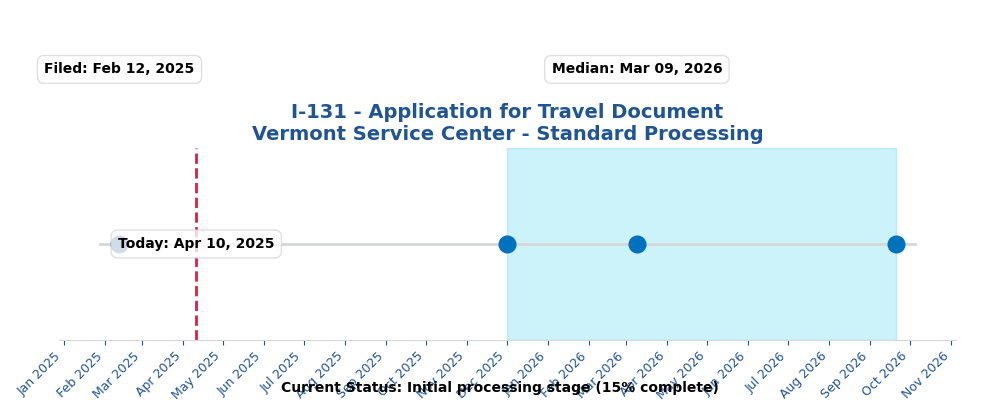 Filed: Feb 12, 2025
Median: Mar 09, 2026
I-131 - Application for Travel Document
Vermont Service Center - Standard Processing
Today: Apr 10, 2025
Jan 2025
Feb 2025
Mar 2025
Apr 2025
May 2025
Jun 2025
Jul 2025
Aug 2025
Sep 2025
Oct 2025
Nov 2025
Dec 2025
Jan 2026
Feb 2026
Mar 2026
Apr 2026
May 2026
Jun 2026
Jul 2026
Aug 2026
Sep 2026
Oct 2026
Nov 2026
Current Status: Initial processing stage (15% complete)